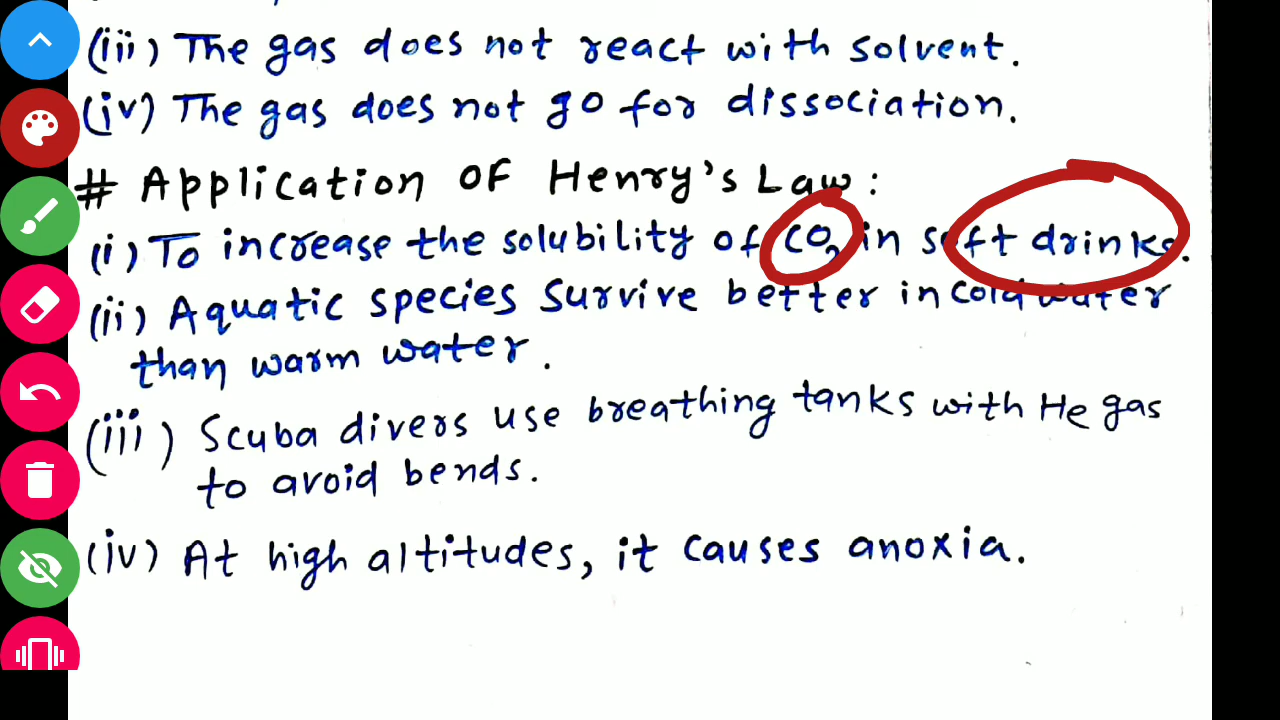 (iii) The gas does not react with solvent.
(iv) The gas does not go for dissociation.
# Application OF Henry's Law:
(i) To increase the solubility of CO₂ in soft drinks.
(ii) Aquatic species survive better in cold water
than warm water.
(iii) Scuba divers use breathing tanks with He gas
to avoid bends.
(iv) At high altitudes, it causes anoxia.